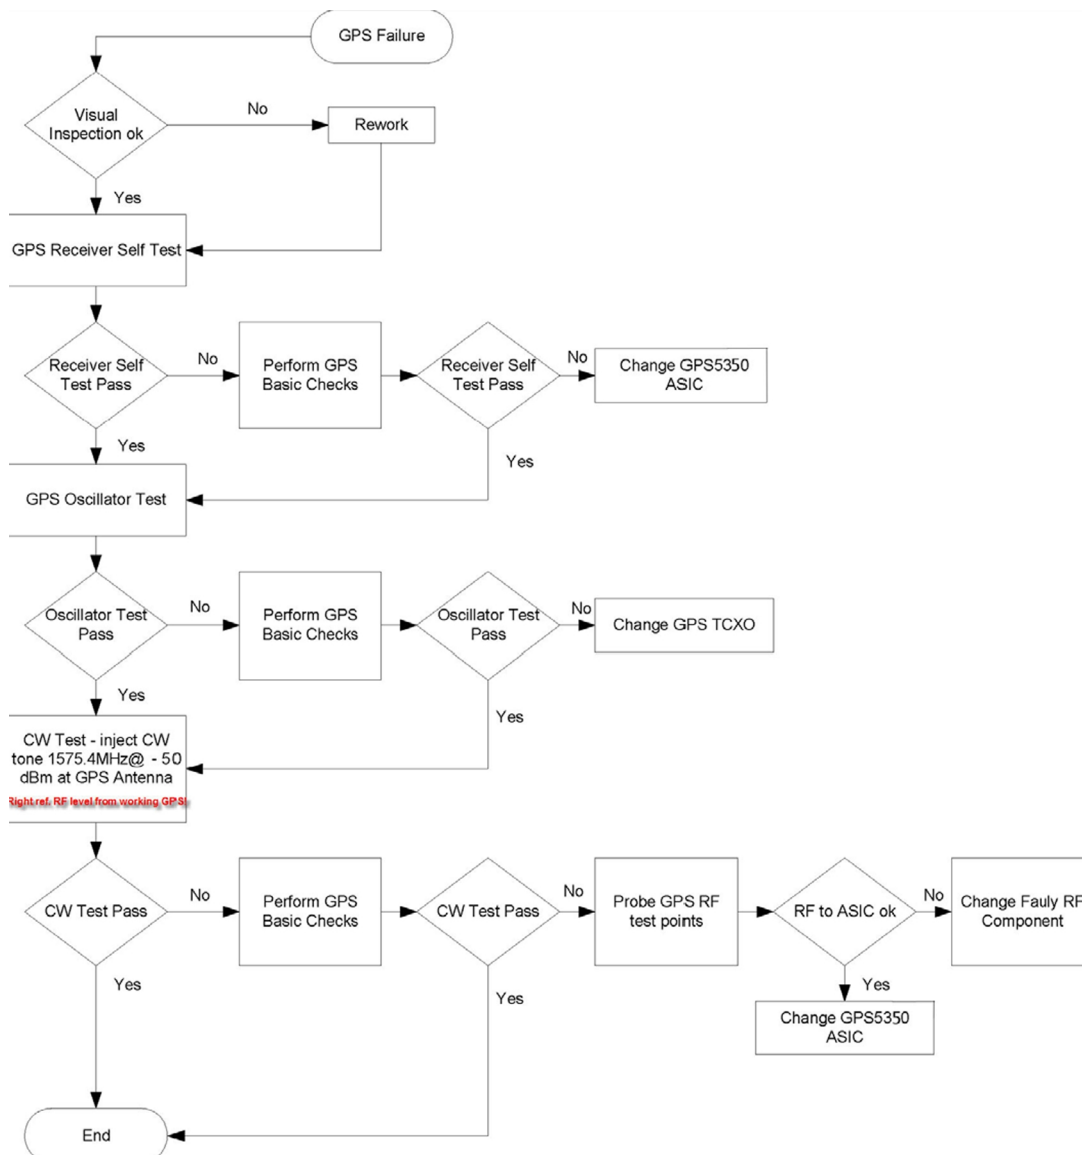 GPS Failure
Visual
Inspection ok
No
Rework
Yes
GPS Receiver Self Test
Receiver Self
Test Pass
No
Perform GPS
Basic Checks
Receiver Self
Test Pass
No
Change GPS5350
ASIC
Yes
Yes
GPS Oscillator Test
Oscillator Test
Pass
No
Perform GPS
Basic Checks
Oscillator Test
Pass
No
Change GPS TCXO
Yes
Yes
CW Test - inject CW
tone 1575.4MHz@ - 50
dBm at GPS Antenna
Right ref. RF level from working GPS!
CW Test Pass
No
Perform GPS
Basic Checks
CW Test Pass
No
Probe GPS RF
test points
RF to ASIC ok
No
Change Fauly RF
Component
Yes
Yes
Yes
Change GPS5350
ASIC
End